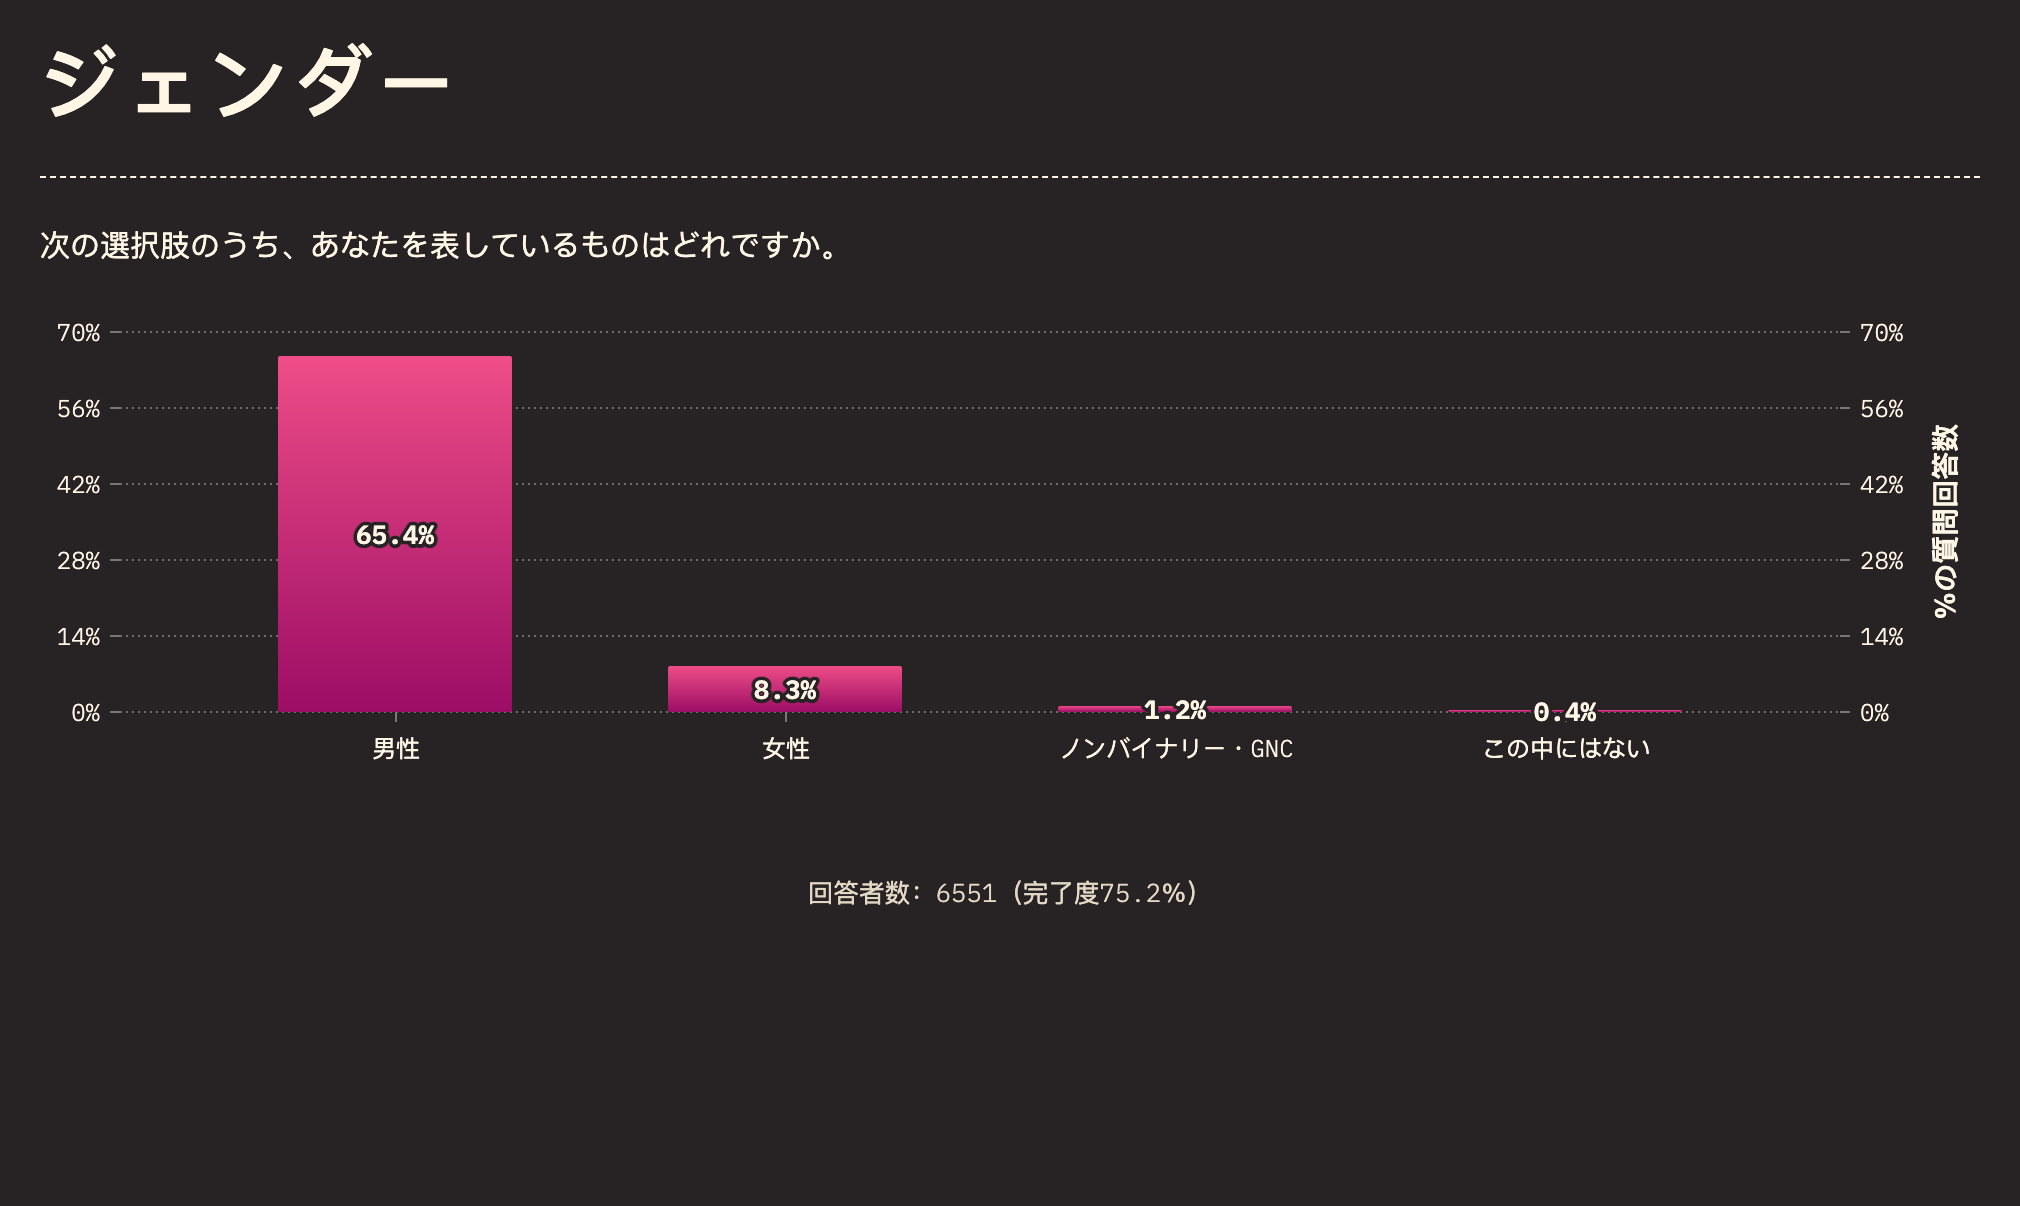 ジェンダー
次の選択肢のうち、あなたを表しているものはどれですか。
70%
56%
42%
28%
14%
0%
65.4%
8.3%
1.2%
0.4%
男性
女性
ノンバイナリー・GNC
この中にはない
70%
56%
42%
28%
14%
0%
%の質問回答数
回答者数: 6551 (完了度75.2%)